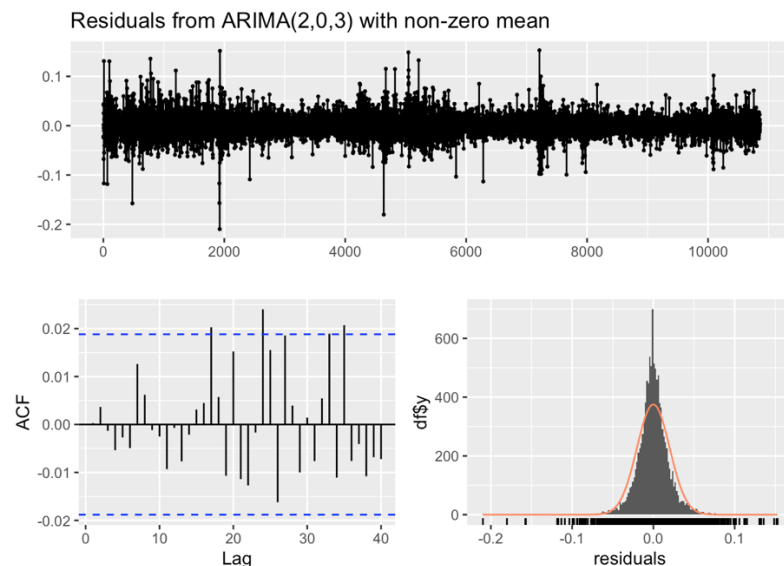 Residuals from ARIMA(2,0,3) with non-zero mean
0.1
0.0
-0.1
-0.2
0 2000 4000 6000 8000 10000
0.02
0.01
0.00
-0.01
-0.02
ACF
0 10 20 30 40
Lag
600
400
200
0
df$y
-0.2 -0.1 0.0 0.1
residuals